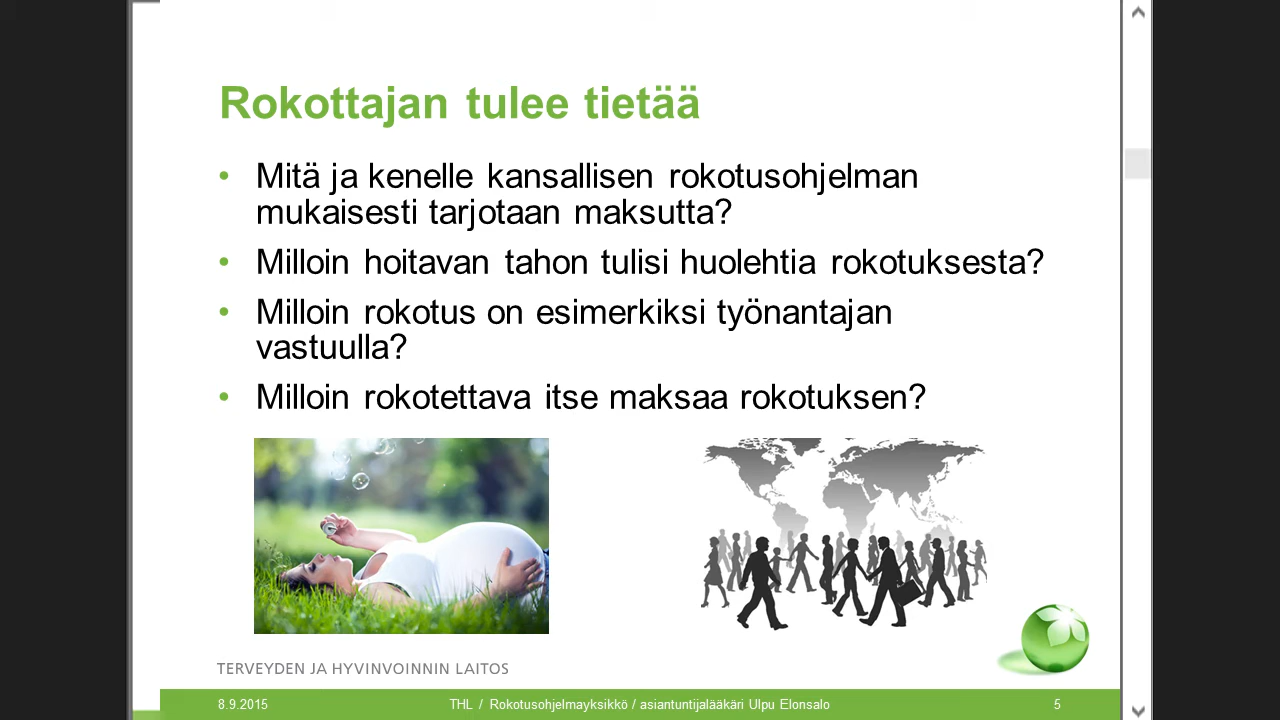 Rokottajan tulee tietää
• Mitä ja kenelle kansallisen rokotusohjelman
mukaisesti tarjotaan maksutta?
• Milloin hoitavan tahon tulisi huolehtia rokotuksesta?
• Milloin rokotus on esimerkiksi työnantajan
vastuulla?
• Milloin rokotettava itse maksaa rokotuksen?
TERVEYDEN JA HYVINVOINNIN LAITOS
8.9.2015 THL / Rokotusohjelmayksikkö / asiantuntijalääkäri Ulpu Elonsalo 5